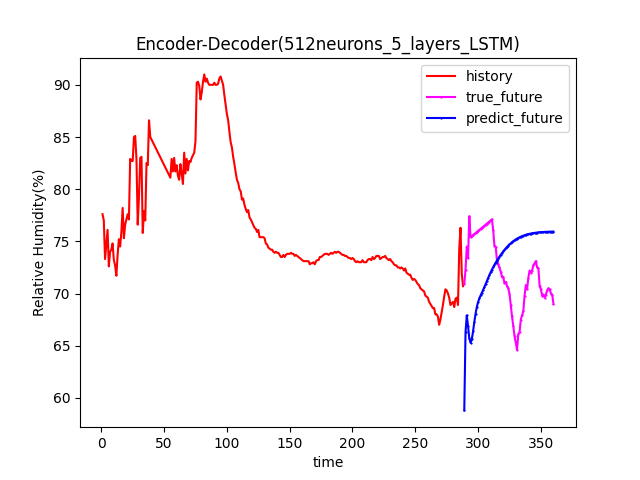 Encoder-Decoder(512neurons_5_layers_LSTM)
history
true_future
predict_future
Relative Humidity(%)
90
85
80
75
70
65
60
0 50 100 150 200 250 300 350
time